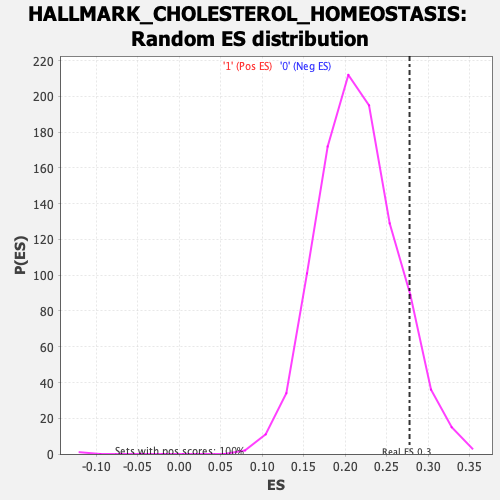 HALLMARK_CHOLESTEROL_HOMEOSTASIS:
Random ES distribution
'1' (Pos ES) '0' (Neg ES)
220
200
180
160
140
120
100
80
60
40
20
0
P(ES)
Sets with pos scores: 100%
Real ES 0.3
-0.10 -0.05 0.00 0.05 0.10 0.15 0.20 0.25 0.30 0.35
ES